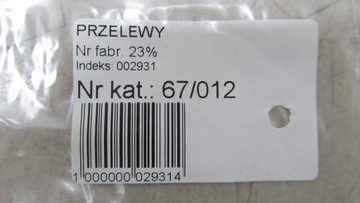 PRZELEWY
Nr fabr. 23%
Indeks: 002931
Nr kat.: 67/012
1 000000 029314